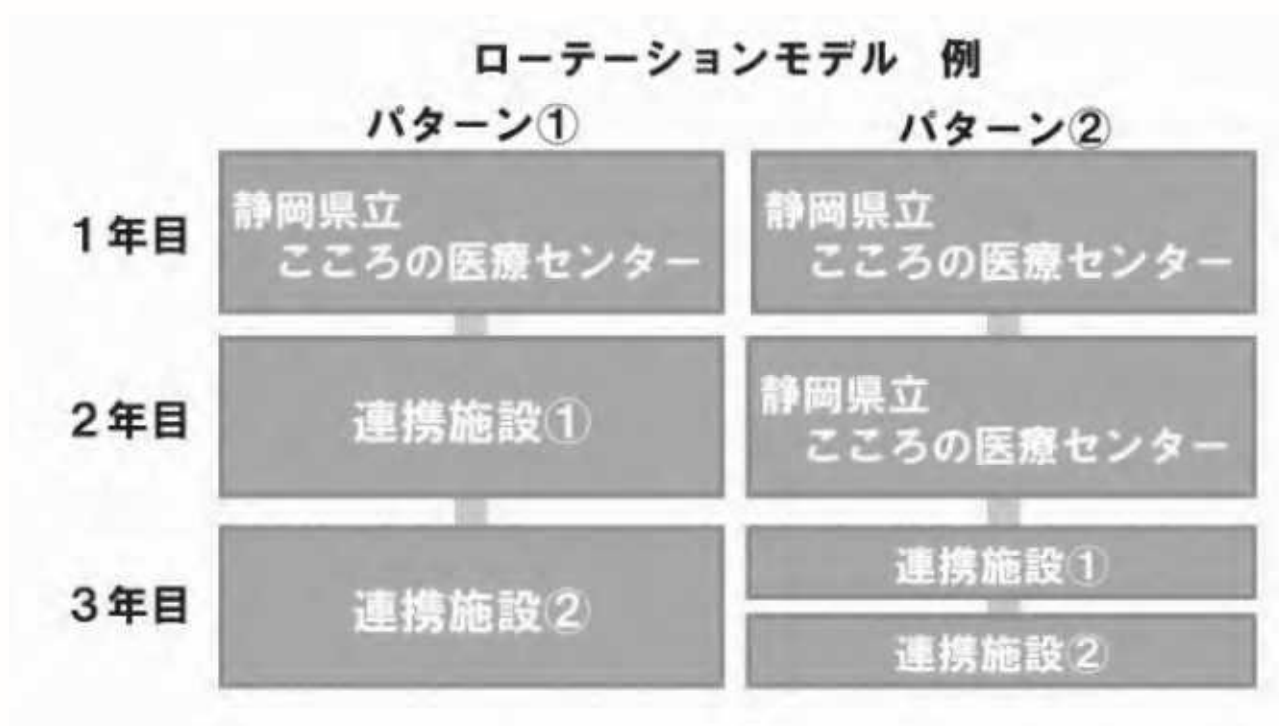 ローテーションモデル 例
パターン① パターン②
1年目
静岡県立
こころの医療センター
静岡県立
こころの医療センター
2年目
連携施設①
静岡県立
こころの医療センター
3年目
連携施設②
連携施設①
連携施設②